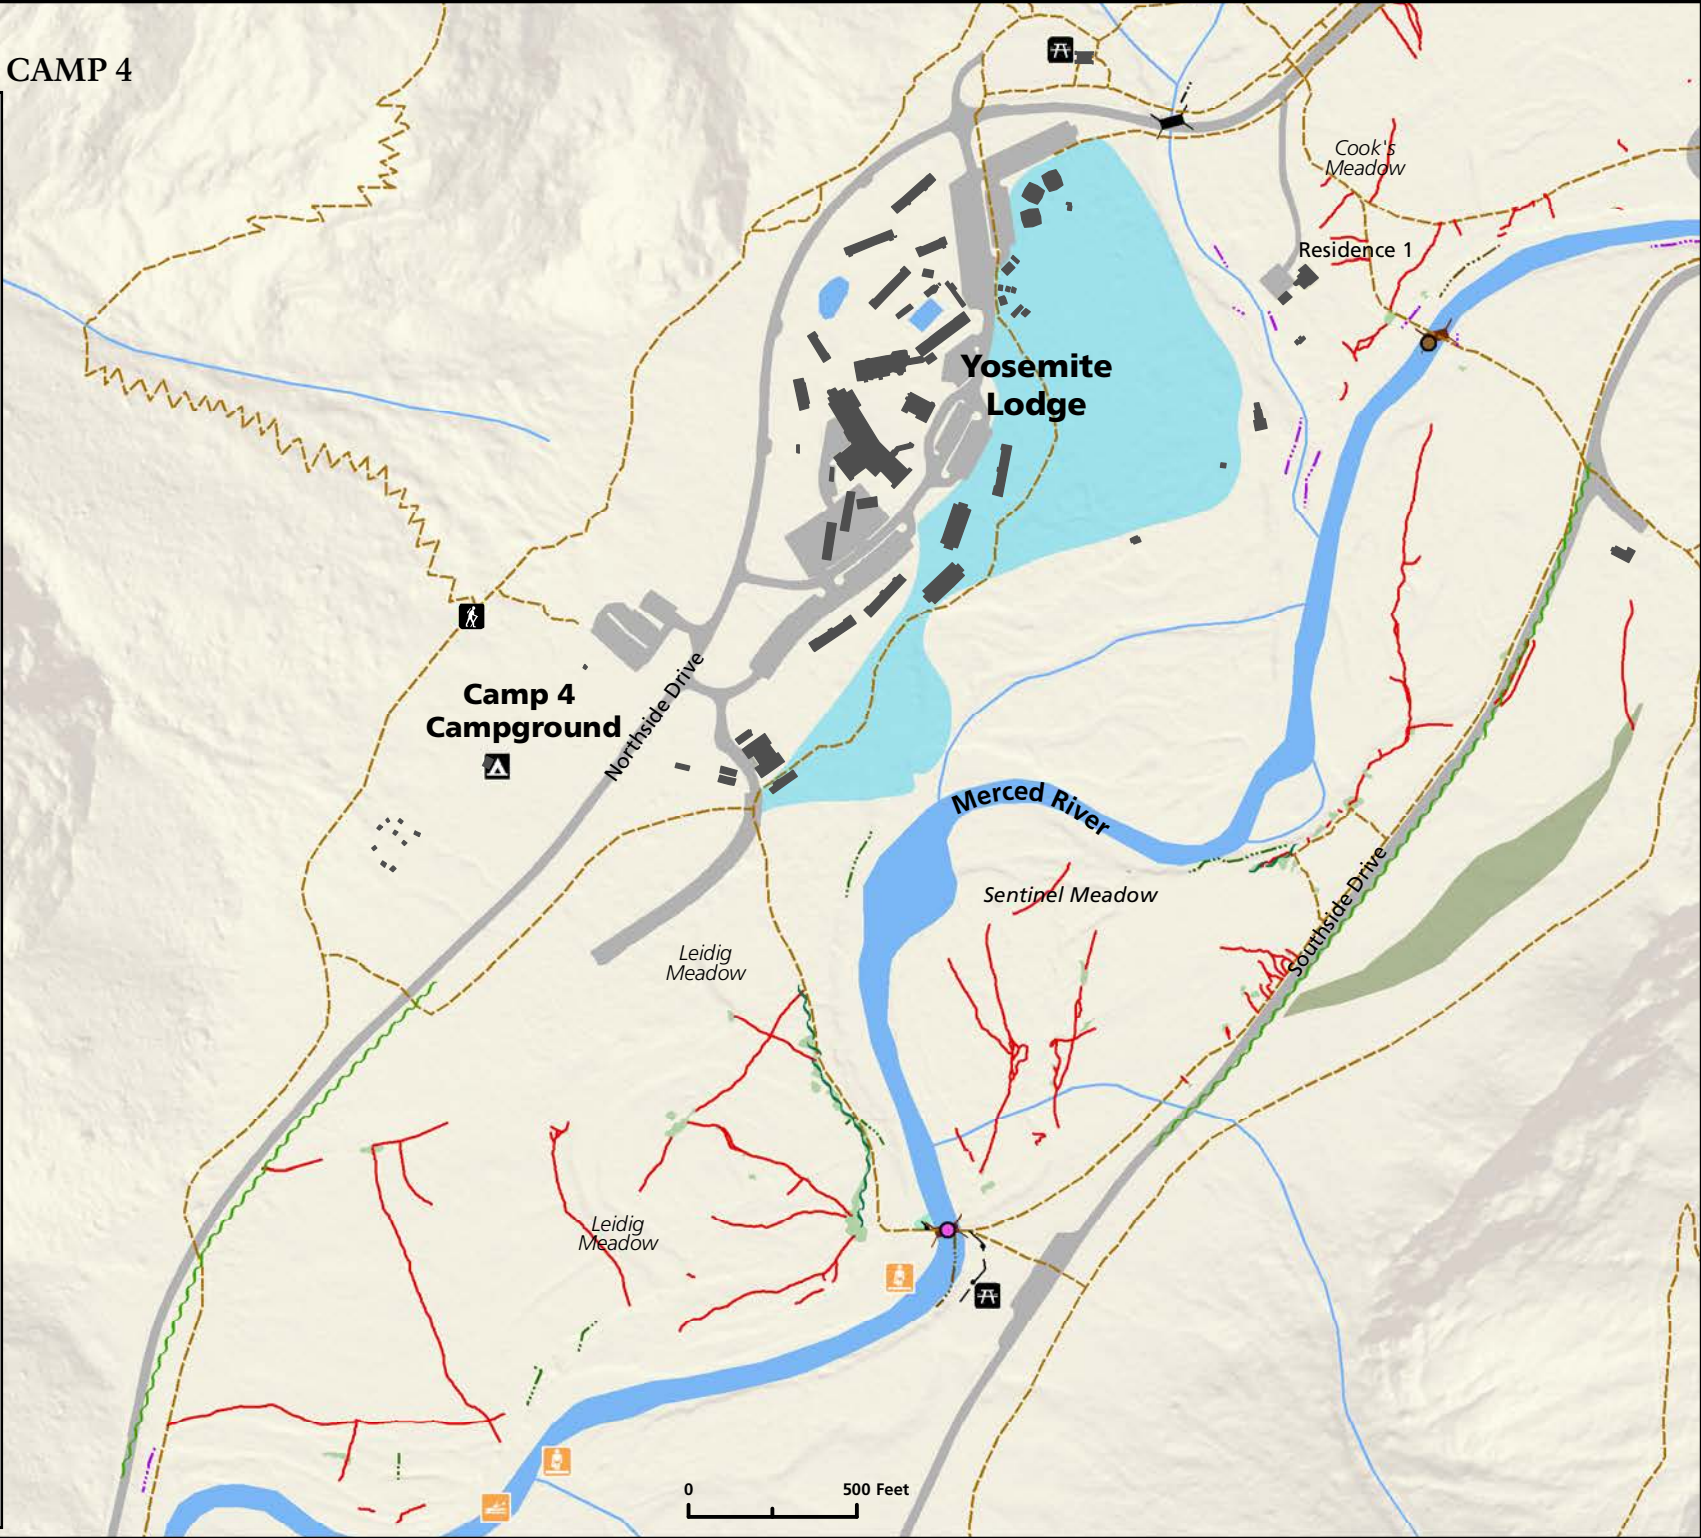 CAMP 4
Cook's
Meadow
Residence 1
Yosemite
Lodge
Camp 4
Campground
Northside Drive
Merced River
Sentinel Meadow
Southside Drive
Leidig
Meadow
Leidig
Meadow
0 500 Feet